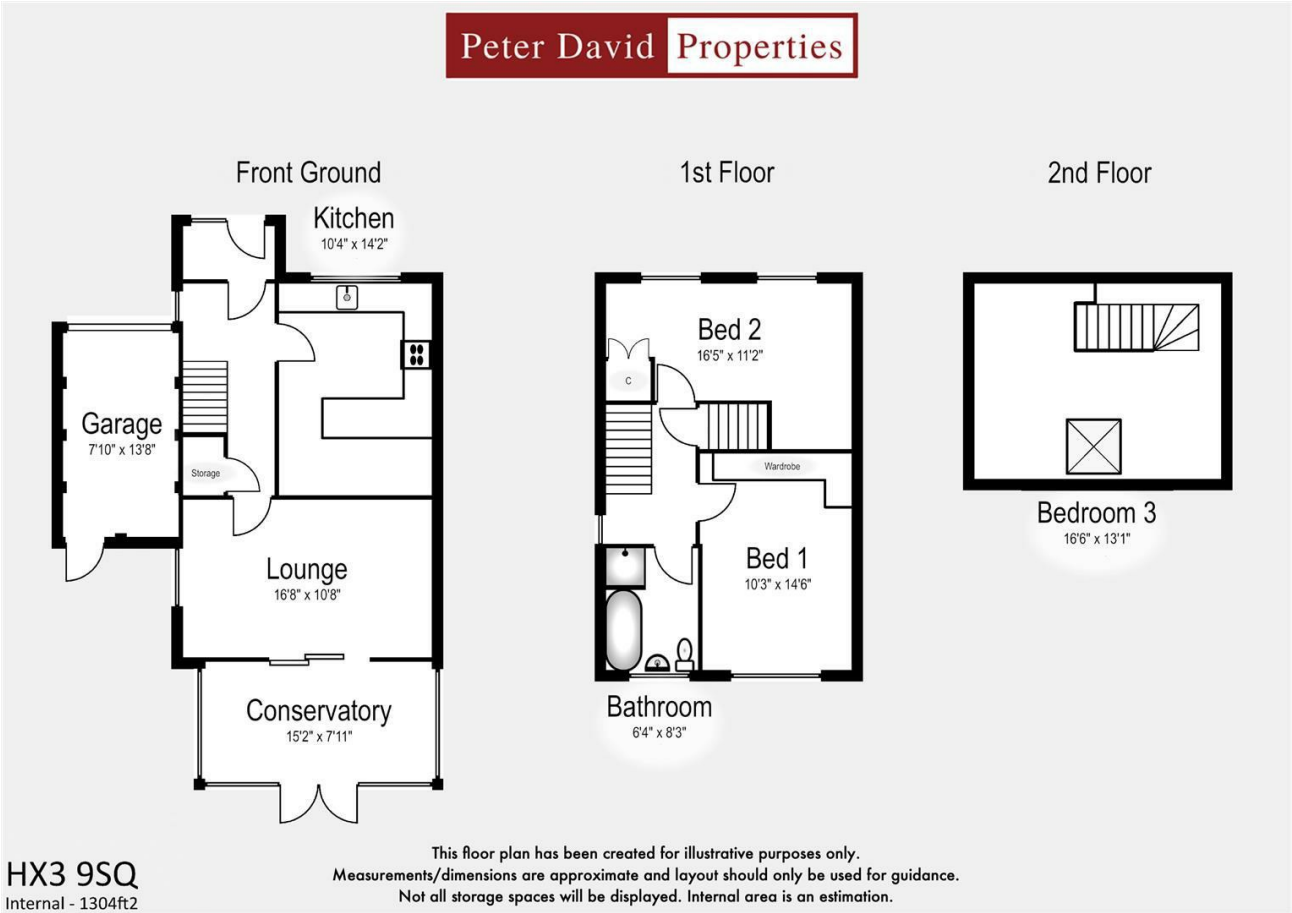 Peter David Properties
Front Ground
1st Floor
2nd Floor
Kitchen
10'4" x 14'2"
Garage
7'10" x 13'8"
Storage
Lounge
16'8" x 10'8"
Conservatory
15'2" x 7'11"
Bed 2
16'5" x 11'2"
C
Wardrobe
Bed 1
10'3" x 14'6"
Bathroom
6'4" x 8'3"
Bedroom 3
16'6" x 13'1"
This floor plan has been created for illustrative purposes only.
Measurements/dimensions are approximate and layout should only be used for guidance.
Not all storage spaces will be displayed. Internal area is an estimation.
HX3 9SQ
Internal - 1304ft2